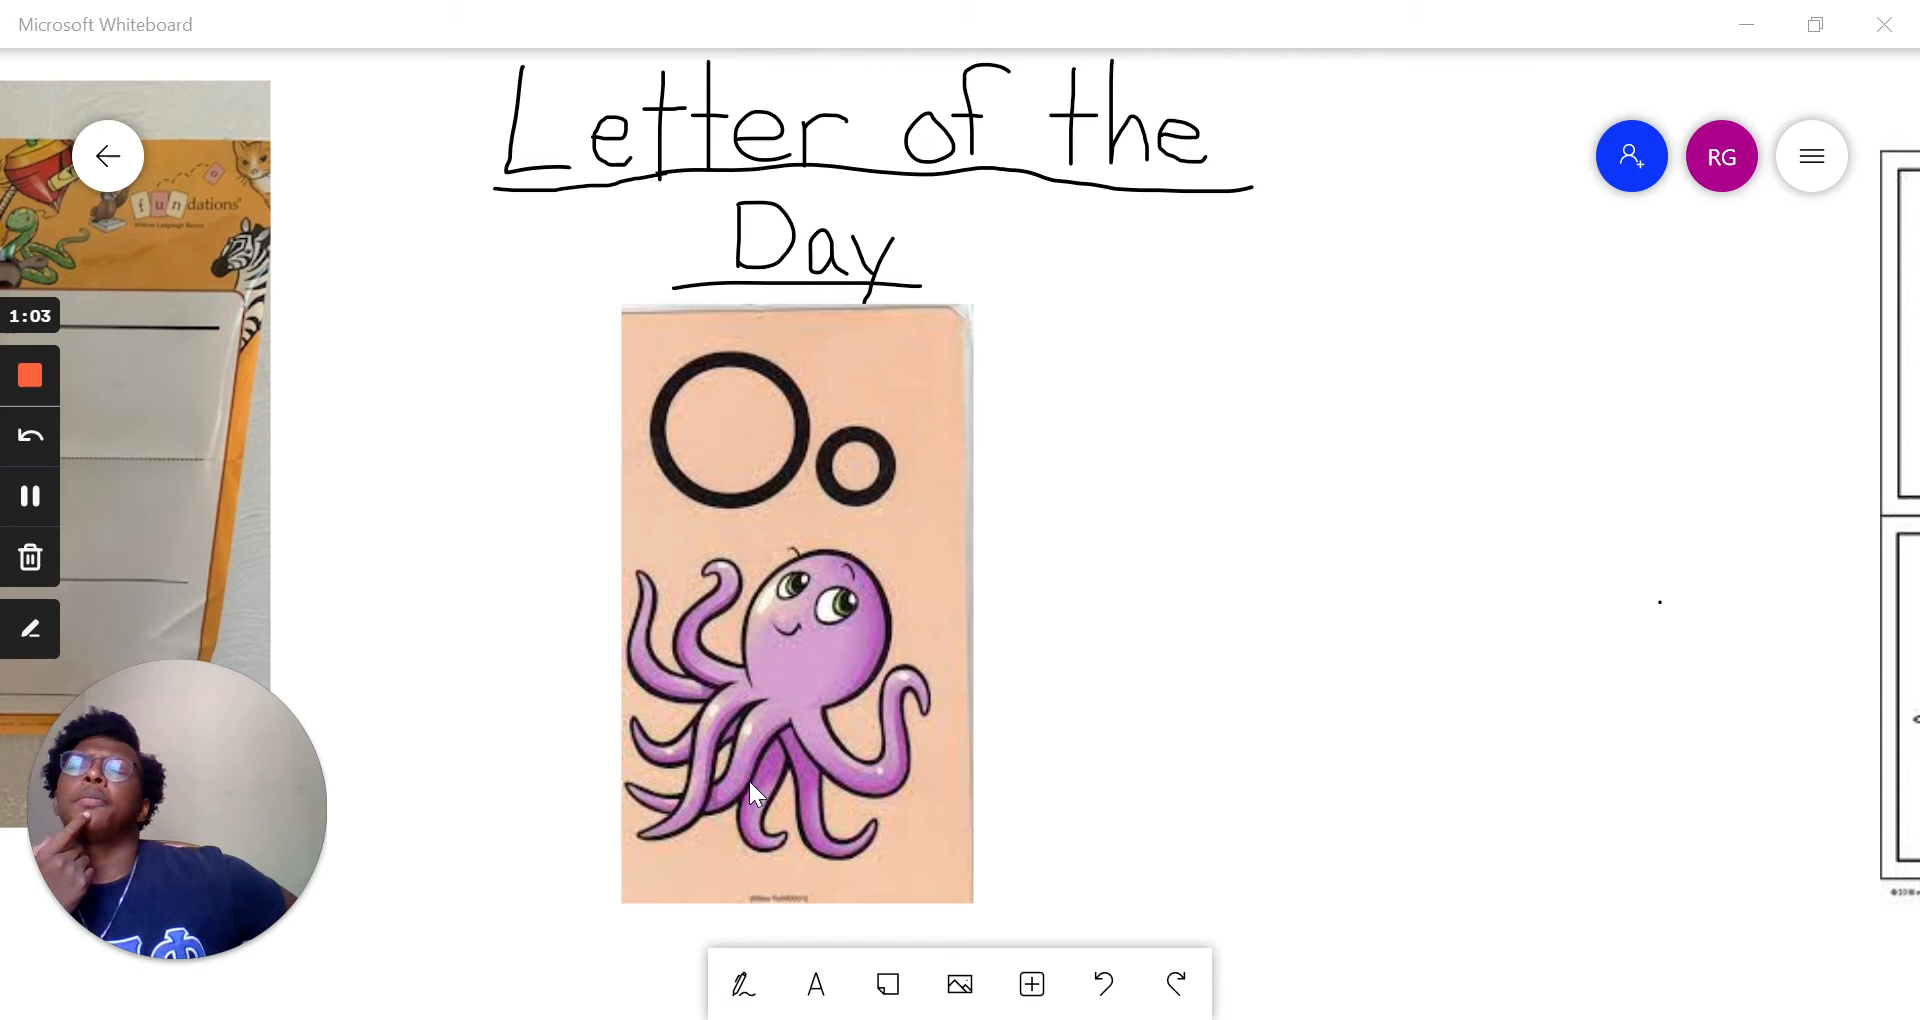 Microsoft Whiteboard
Letter of the
Day
fundations®
RG
1:03
Oo
A